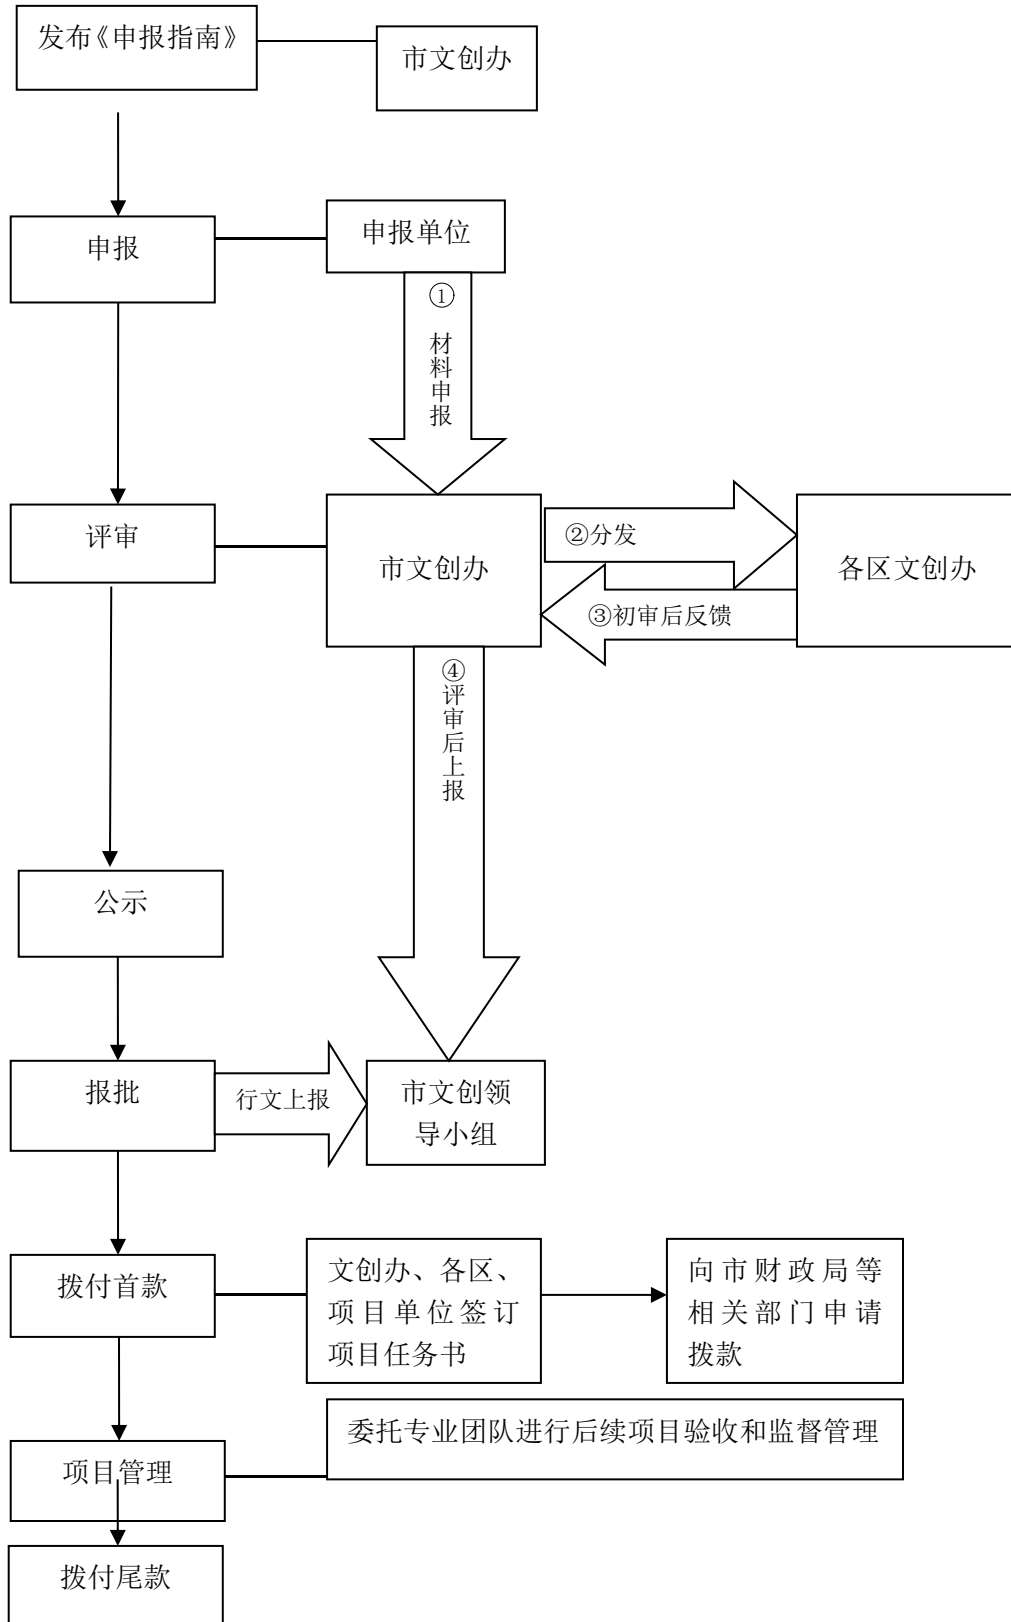 发布《申报指南》
市文创办
申报
申报单位
①
材
料
申
报
评审
市文创办
②分发
③初审后反馈
各区文创办
④
评
审
后
上
报
公示
报批
行文上报
市文创领
导小组
拨付首款
文创办、各区、
项目单位签订
项目任务书
向市财政局等
相关部门申请
拨款
项目管理
委托专业团队进行后续项目验收和监督管理
拨付尾款